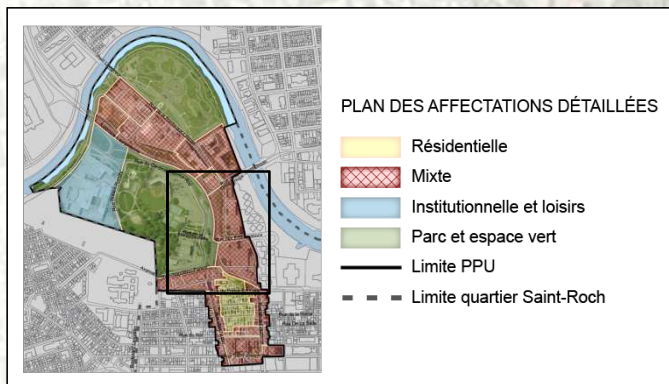 PLAN DES AFFECTATIONS DÉTAILLÉES
Résidentielle
Mixte
Institutionnelle et loisirs
Parc et espace vert
Limite PPU
Limite quartier Saint-Roch